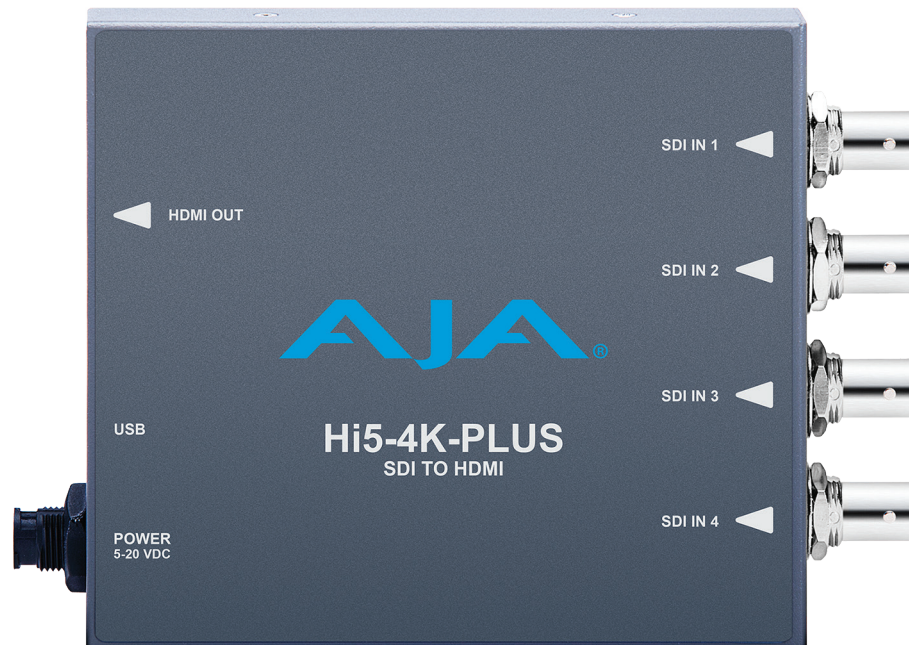 SDI IN 1
HDMI OUT
SDI IN 2
AJA®
SDI IN 3
USB
Hi5-4K-PLUS
SDI TO HDMI
SDI IN 4
POWER
5-20 VDC